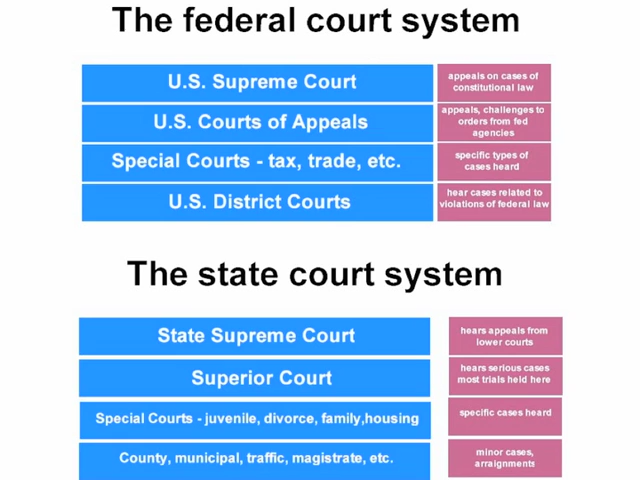 The federal court system
U.S. Supreme Court
appeals on cases of
constitutional law
U.S. Courts of Appeals
appeals, challenges to
orders from fed
agencies
Special Courts - tax, trade, etc.
specific types of
cases heard
U.S. District Courts
hear cases related to
violations of federal law
The state court system
State Supreme Court
hears appeals from
lower courts
Superior Court
hears serious cases
most trials held here
Special Courts - juvenile, divorce, family,housing
specific cases heard
County, municipal, traffic, magistrate, etc.
minor cases,
arraignments